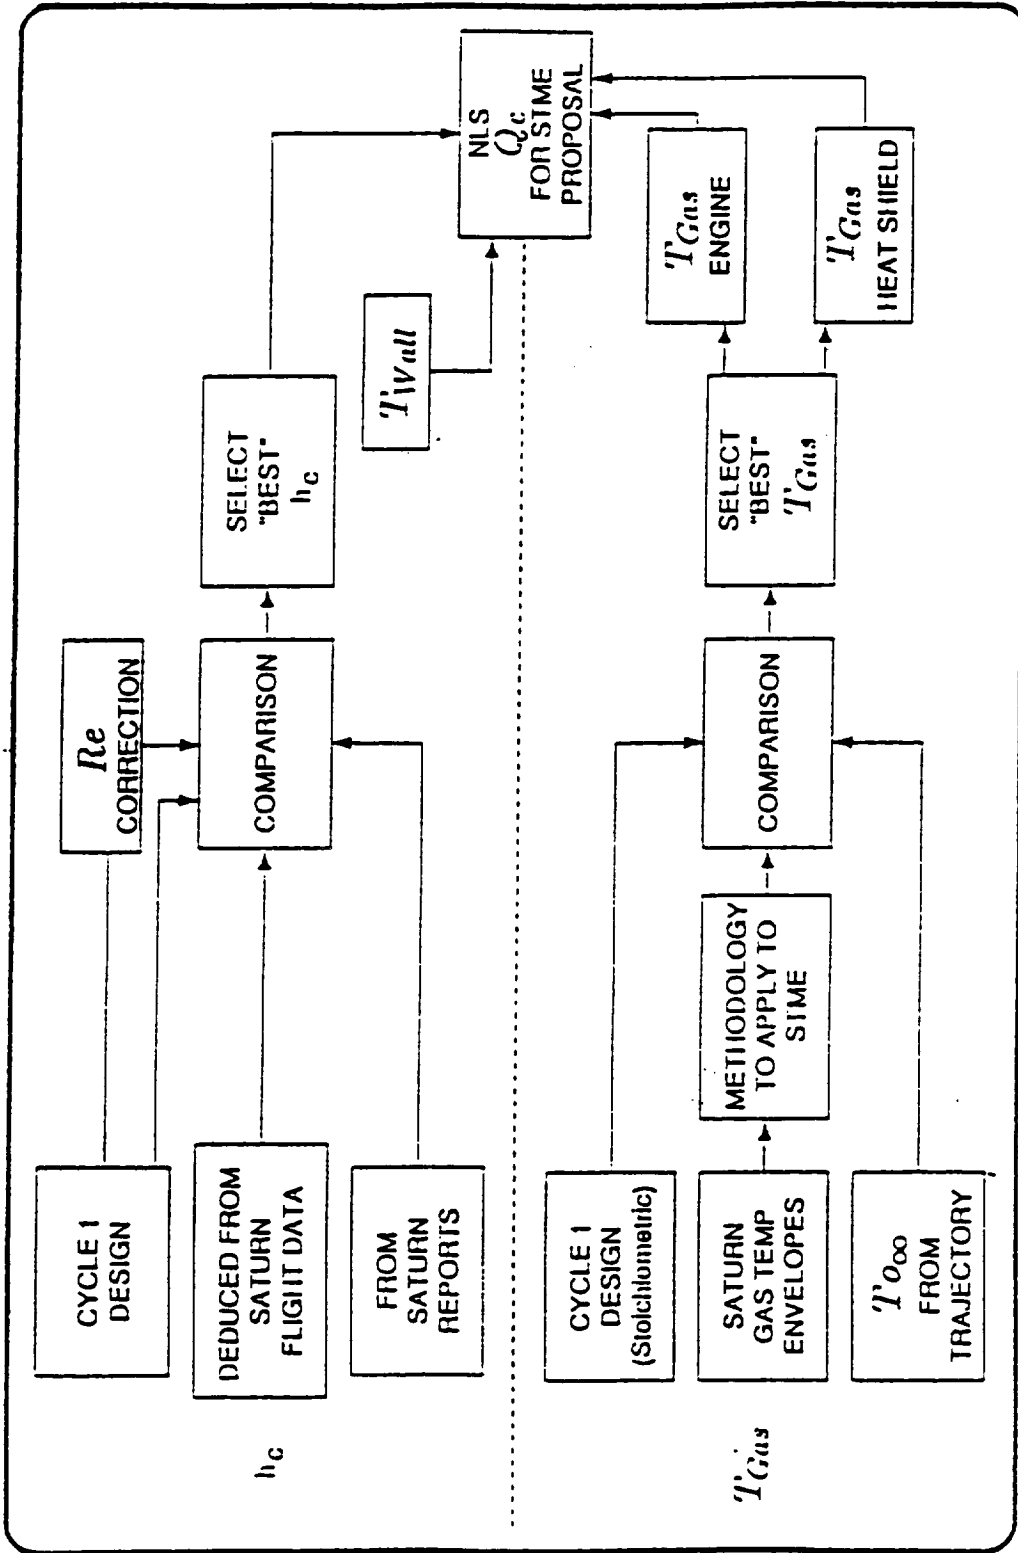 h_c
CYCLE 1
DESIGN
DEDUCED FROM
SATURN
FLIGHT DATA
FROM
SATURN
REPORTS
Re
CORRECTION
COMPARISON
SELECT
"BEST"
h_c
T_Wall
NLS
Q_c
FOR STME
PROPOSAL
T_Gas
CYCLE 1
DESIGN
(Stoichiometric)
SATURN
GAS TEMP
ENVELOPES
T_O∞
FROM
TRAJECTORY
METHODOLOGY
TO APPLY TO
STME
COMPARISON
SELECT
"BEST"
T_Gas
T_Gas
ENGINE
T_Gas
HEAT SHIELD